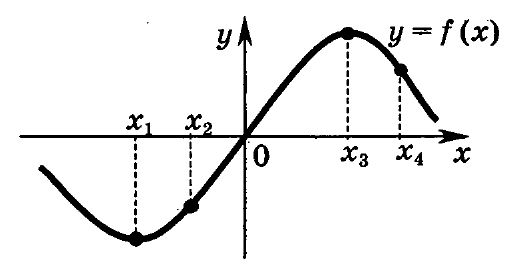 y
y = f (x)
x₁ x₂
0 x₃ x₄ x